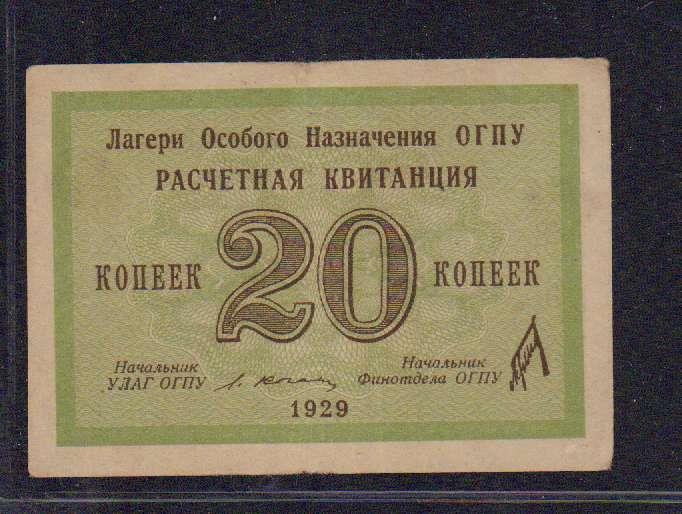 Лагери Особого Назначения ОГПУ
РАСЧЕТНАЯ КВИТАНЦИЯ
КОПЕЕК 20 КОПЕЕК
Начальник
УЛАГ ОГПУ
Начальник
Финотдела ОГПУ
1929